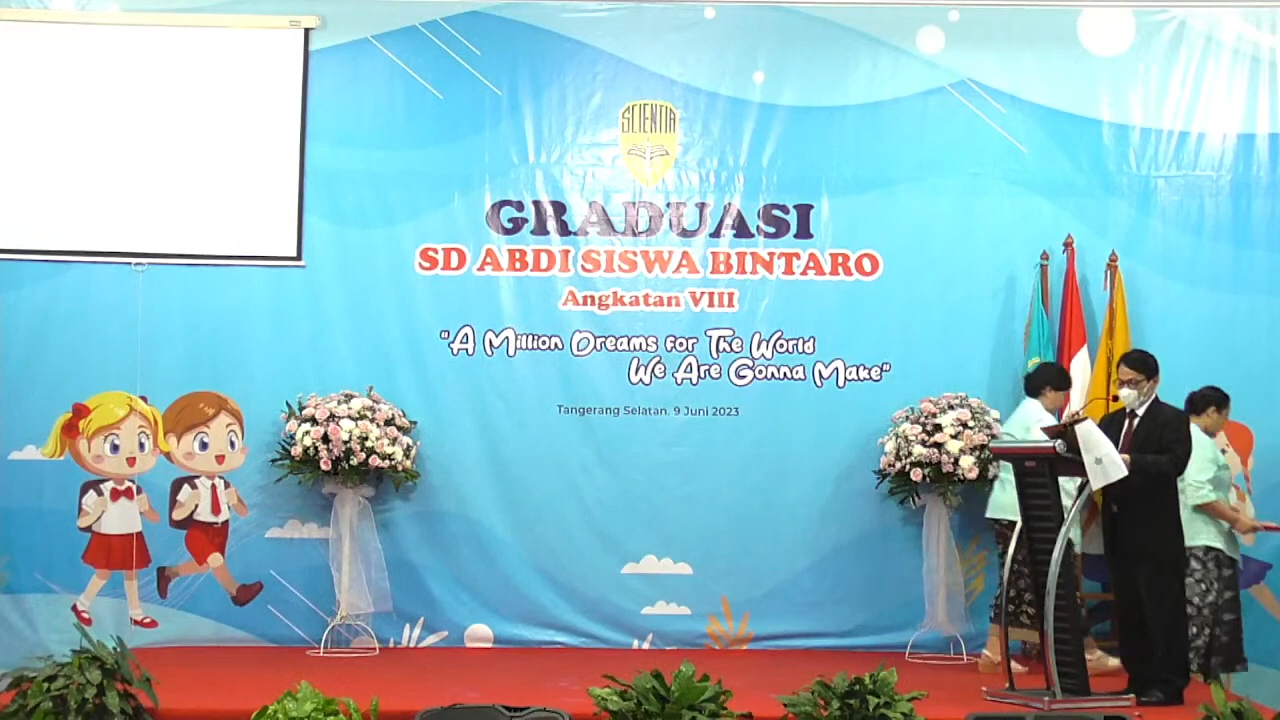 SCIENTIA
GRADUASI
SD ABDI SISWA BINTARO
Angkatan VIII
"A Million Dreams for The World
We Are Gonna Make"
Tangerang Selatan, 9 Juni 2023